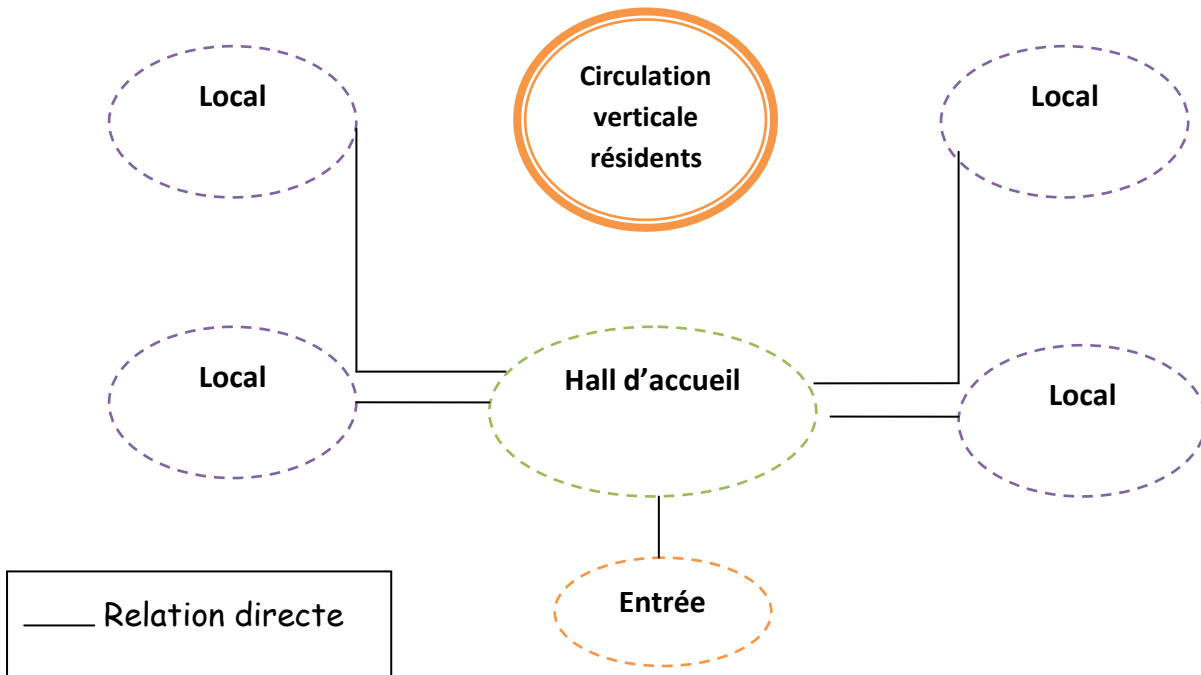 Local
Circulation
verticale
résidents
Local
Local
Hall d’accueil
Local
Entrée
Relation directe